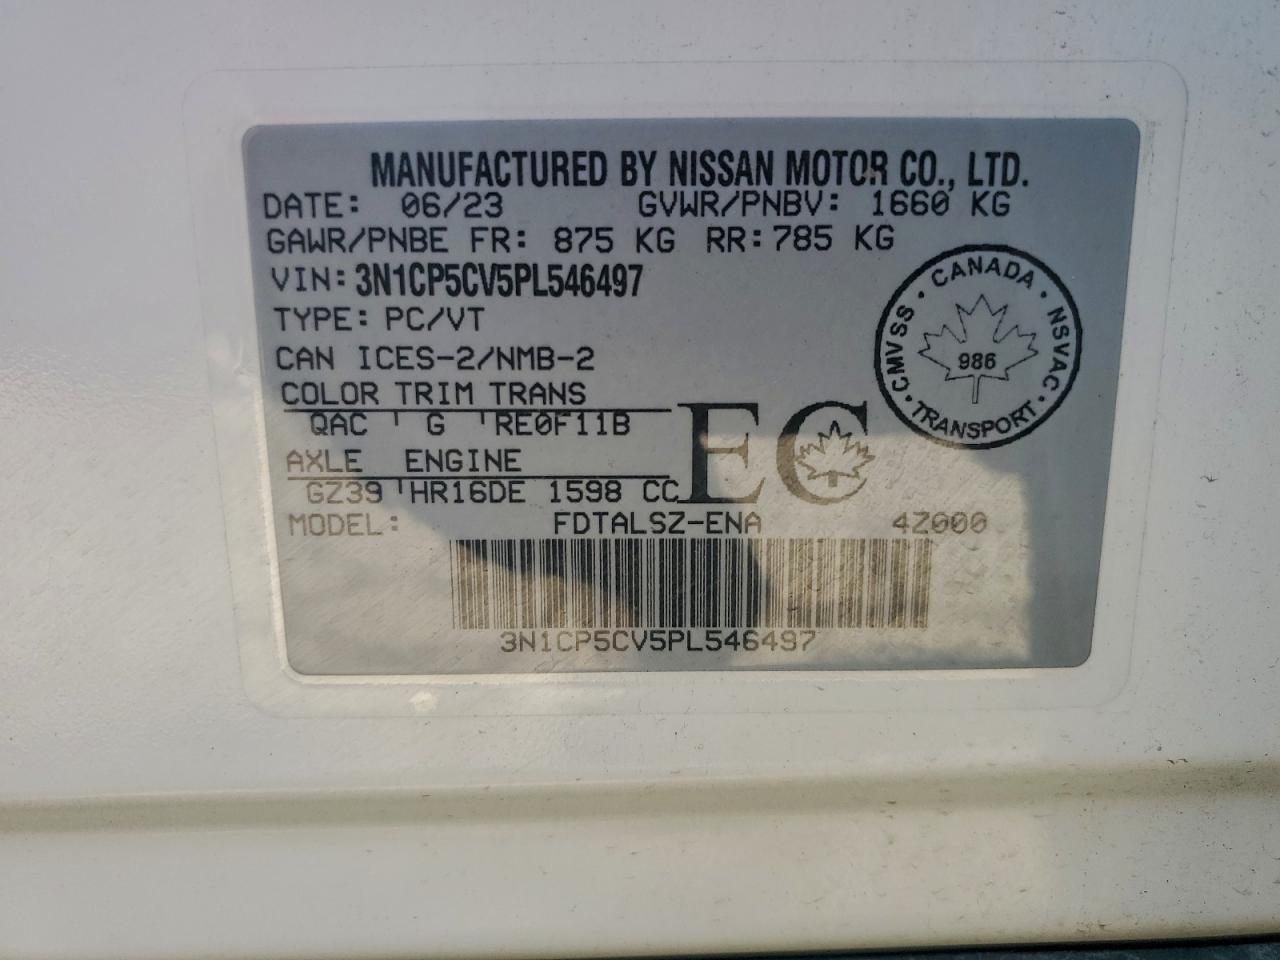 MANUFACTURED BY NISSAN MOTOR CO., LTD.
DATE: 06/23 GVWR/PNBV: 1660 KG
GAWR/PNBE FR: 875 KG RR: 785 KG
VIN: 3N1CP5CV5PL546497
TYPE: PC/VT
CAN ICES-2/NMB-2
COLOR TRIM TRANS
QAC ' G 'RE0F11B
AXLE ENGINE
GZ39 'HR16DE 1598 CC
EC
MODEL: FDTALSZ-ENA 4Z000
3N1CP5CV5PL546497
CMVSS · CANADA · NSVAC · TRANSPORT ·
986